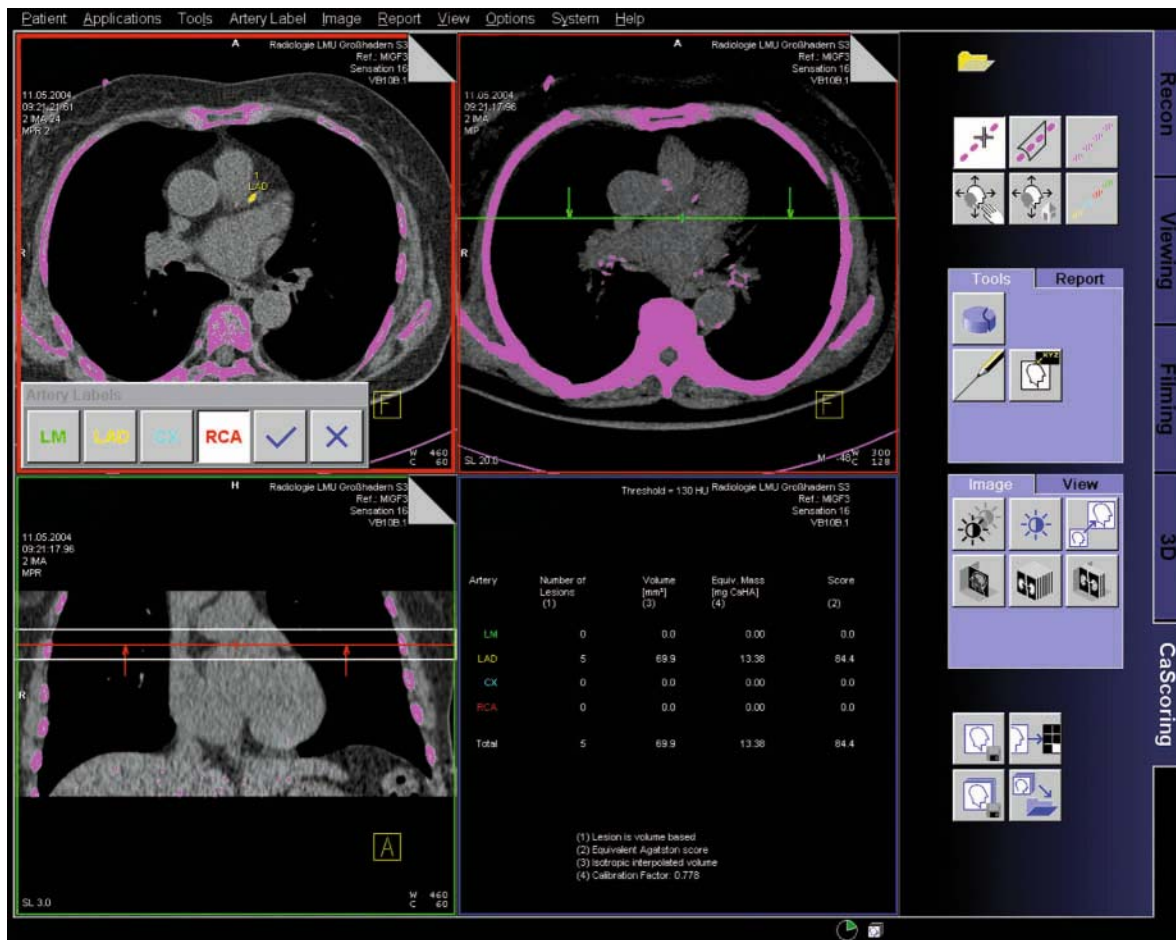 Patient Applications Tools Artery Label Image Report View Options System Help
A
Radiologie LMU Großhadern S3
Ref.: MIGF3
Sensation 16
VB10B.1
11.05.2004
09:21:21.61
2 IMA 24
MPR 2
1
LAD
R
F
W 460
C 60
Artery Labels
LM LAD CX RCA
A
Radiologie LMU Großhadern S3
Ref.: MIGF3
Sensation 16
VB10B.1
11.05.2004
09:21:17.96
2 IMA
MIP
R
F
SL 20.0
W 300
C 128
H
Radiologie LMU Großhadern S3
Ref.: MIGF3
Sensation 16
VB10B.1
11.05.2004
09:21:17.96
2 IMA
MPR
R
A
SL 3.0
W 460
C 60
Threshold = 130 HU
Radiologie LMU Großhadern S3
Ref.: MIGF3
Sensation 16
VB10B.1
Artery Number of Lesions (1) Volume [mm³] (3) Equiv. Mass [mg CaHA] (4) Score (2)
LM 0 0.0 0.00 0.0
LAD 5 69.9 13.38 84.4
CX 0 0.0 0.00 0.0
RCA 0 0.0 0.00 0.0
Total 5 69.9 13.38 84.4
(1) Lesion is volume based
(2) Equivalent Agatston score
(3) Isotropic interpolated volume
(4) Calibration Factor: 0.778
Tools Report
XYZ
Image View
Recon
Viewing
Filming
3D
CaScoring